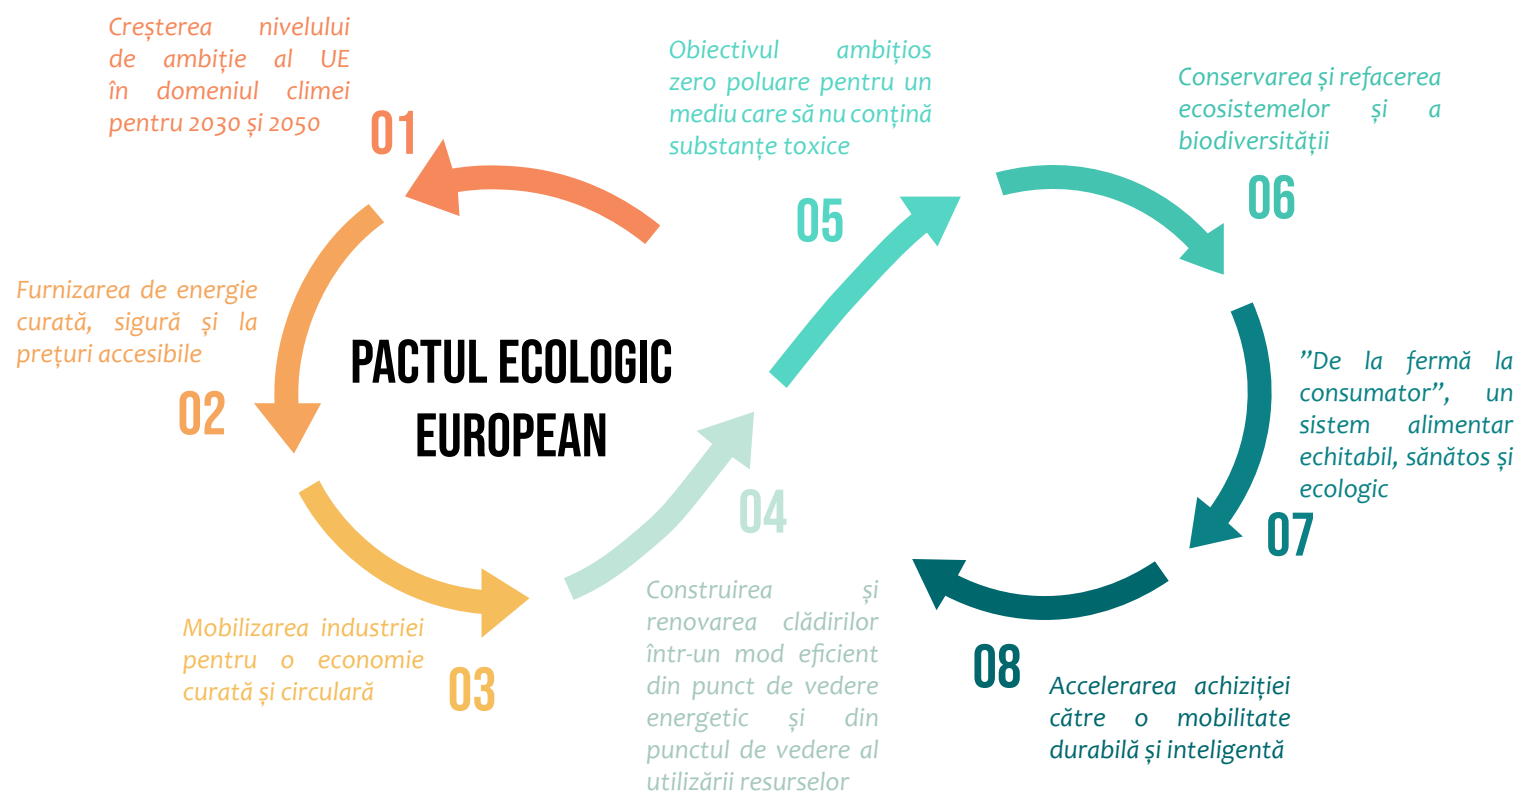 Creșterea nivelului
de ambiție al UE
în domeniul climei
pentru 2030 și 2050
01
Furnizarea de energie
curată, sigură și la
prețuri accesibile
02
Mobilizarea industriei
pentru o economie
curată și circulară
03
PACTUL ECOLOGIC
EUROPEAN
04
Construirea și
renovarea clădirilor
într-un mod eficient
din punct de vedere
energetic și din
punctul de vedere al
utilizării resurselor
Obiectivul ambițios
zero poluare pentru un
mediu care să nu conțină
substanțe toxice
05
Conservarea și refacerea
ecosistemelor și a
biodiversității
06
”De la fermă la
consumator”, un
sistem alimentar
echitabil, sănătos și
ecologic
07
08
Accelerarea achiziției
către o mobilitate
durabilă și inteligentă